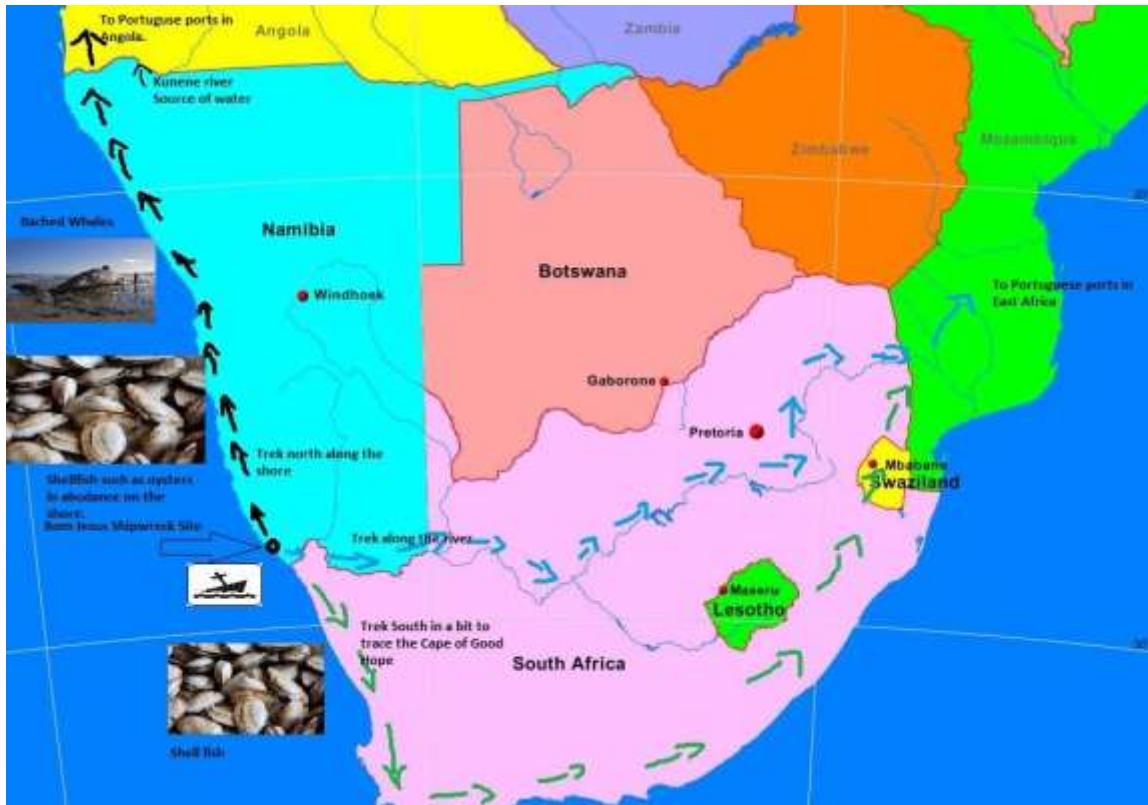 To Portuguse ports in
Angola.
Angola
Zambia
Kunene river
Source of water
Mozambique
Zimbabwe
Bached Wheles
Namibia
Botswana
Windhoek
To Portuguese ports in
East Africa
Gaborone
Pretoria
Trek north along the
shore
Mbabane
Swaziland
Shellfish such as oysters
in abudance on the
shore.
Bom Jesus Shipwreck Site
Trek along the river
Maseru
Lesotho
Trek South in a bit to
trace the Cape of Good
Hope
South Africa
Shell fish